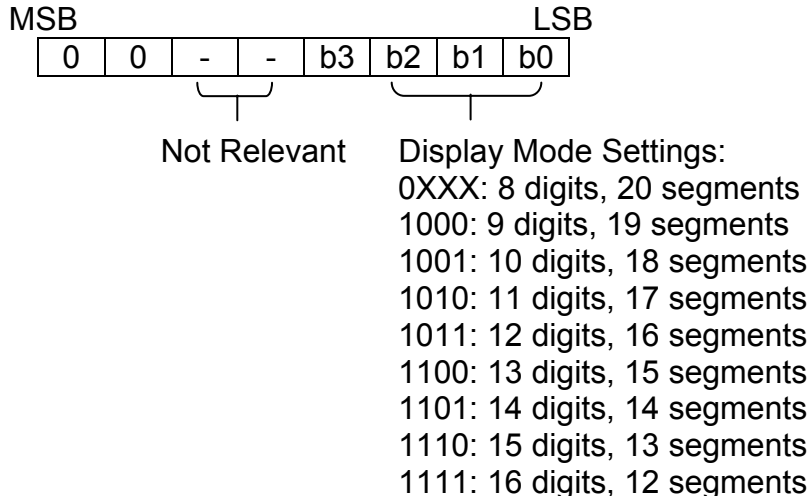 MSB LSB
0 0 - - b3 b2 b1 b0
Not Relevant Display Mode Settings:
0XXX: 8 digits, 20 segments
1000: 9 digits, 19 segments
1001: 10 digits, 18 segments
1010: 11 digits, 17 segments
1011: 12 digits, 16 segments
1100: 13 digits, 15 segments
1101: 14 digits, 14 segments
1110: 15 digits, 13 segments
1111: 16 digits, 12 segments